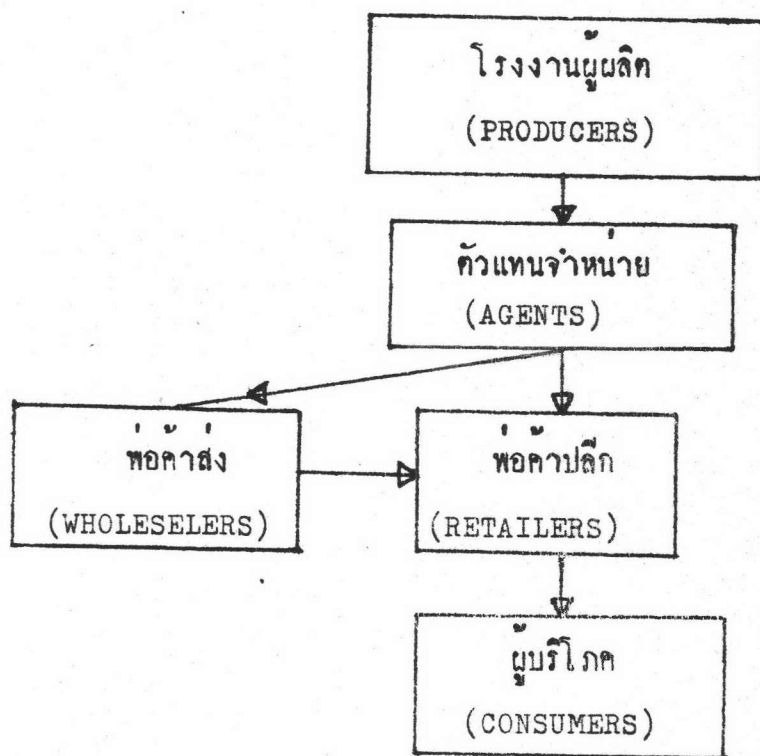 โรงงานผู้ผลิต
(PRODUCERS)
ตัวแทนจำหน่าย
(AGENTS)
พ่อค้าส่ง
(WHOLESELERS)
พ่อค้าปลีก
(RETAILERS)
ผู้บริโภค
(CONSUMERS)